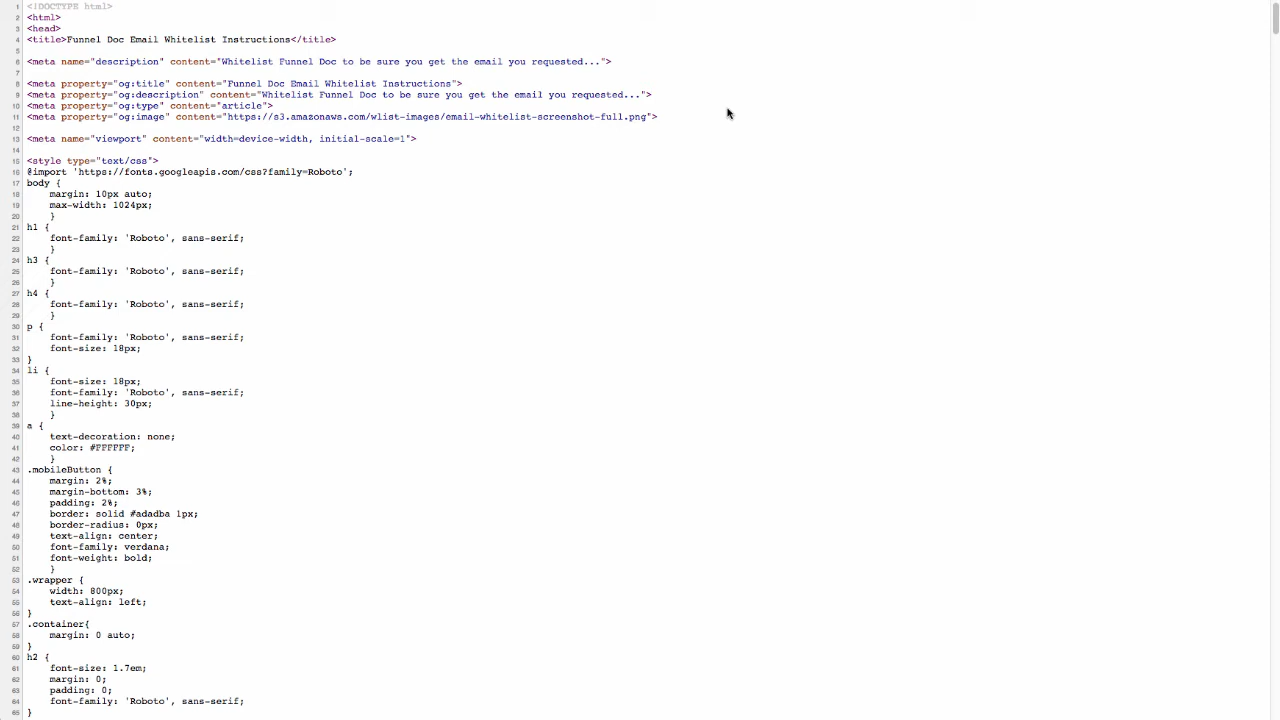 1 <!DOCTYPE html>
2 <html>
3 <head>
4 <title>Funnel Doc Email Whitelist Instructions</title>
5
6 <meta name="description" content="Whitelist Funnel Doc to be sure you get the email you requested...">
7
8 <meta property="og:title" content="Funnel Doc Email Whitelist Instructions">
9 <meta property="og:description" content="Whitelist Funnel Doc to be sure you get the email you requested...">
10 <meta property="og:type" content="article">
11 <meta property="og:image" content="https://s3.amazonaws.com/wlist-images/email-whitelist-screenshot-full.png">
12
13 <meta name="viewport" content="width=device-width, initial-scale=1">
14
15 <style type="text/css">
16 @import 'https://fonts.googleapis.com/css?family=Roboto';
17 body {
18 margin: 10px auto;
19 max-width: 1024px;
20 }
21 h1 {
22 font-family: 'Roboto', sans-serif;
23 }
24 h3 {
25 font-family: 'Roboto', sans-serif;
26 }
27 h4 {
28 font-family: 'Roboto', sans-serif;
29 }
30 p {
31 font-family: 'Roboto', sans-serif;
32 font-size: 18px;
33 }
34 li {
35 font-size: 18px;
36 font-family: 'Roboto', sans-serif;
37 line-height: 30px;
38 }
39 a {
40 text-decoration: none;
41 color: #FFFFFF;
42 }
43 .mobileButton {
44 margin: 2%;
45 margin-bottom: 3%;
46 padding: 2%;
47 border: solid #adadba 1px;
48 border-radius: 0px;
49 text-align: center;
50 font-family: verdana;
51 font-weight: bold;
52 }
53 .wrapper {
54 width: 800px;
55 text-align: left;
56 }
57 .container{
58 margin: 0 auto;
59 }
60 h2 {
61 font-size: 1.7em;
62 margin: 0;
63 padding: 0;
64 font-family: 'Roboto', sans-serif;
65 }